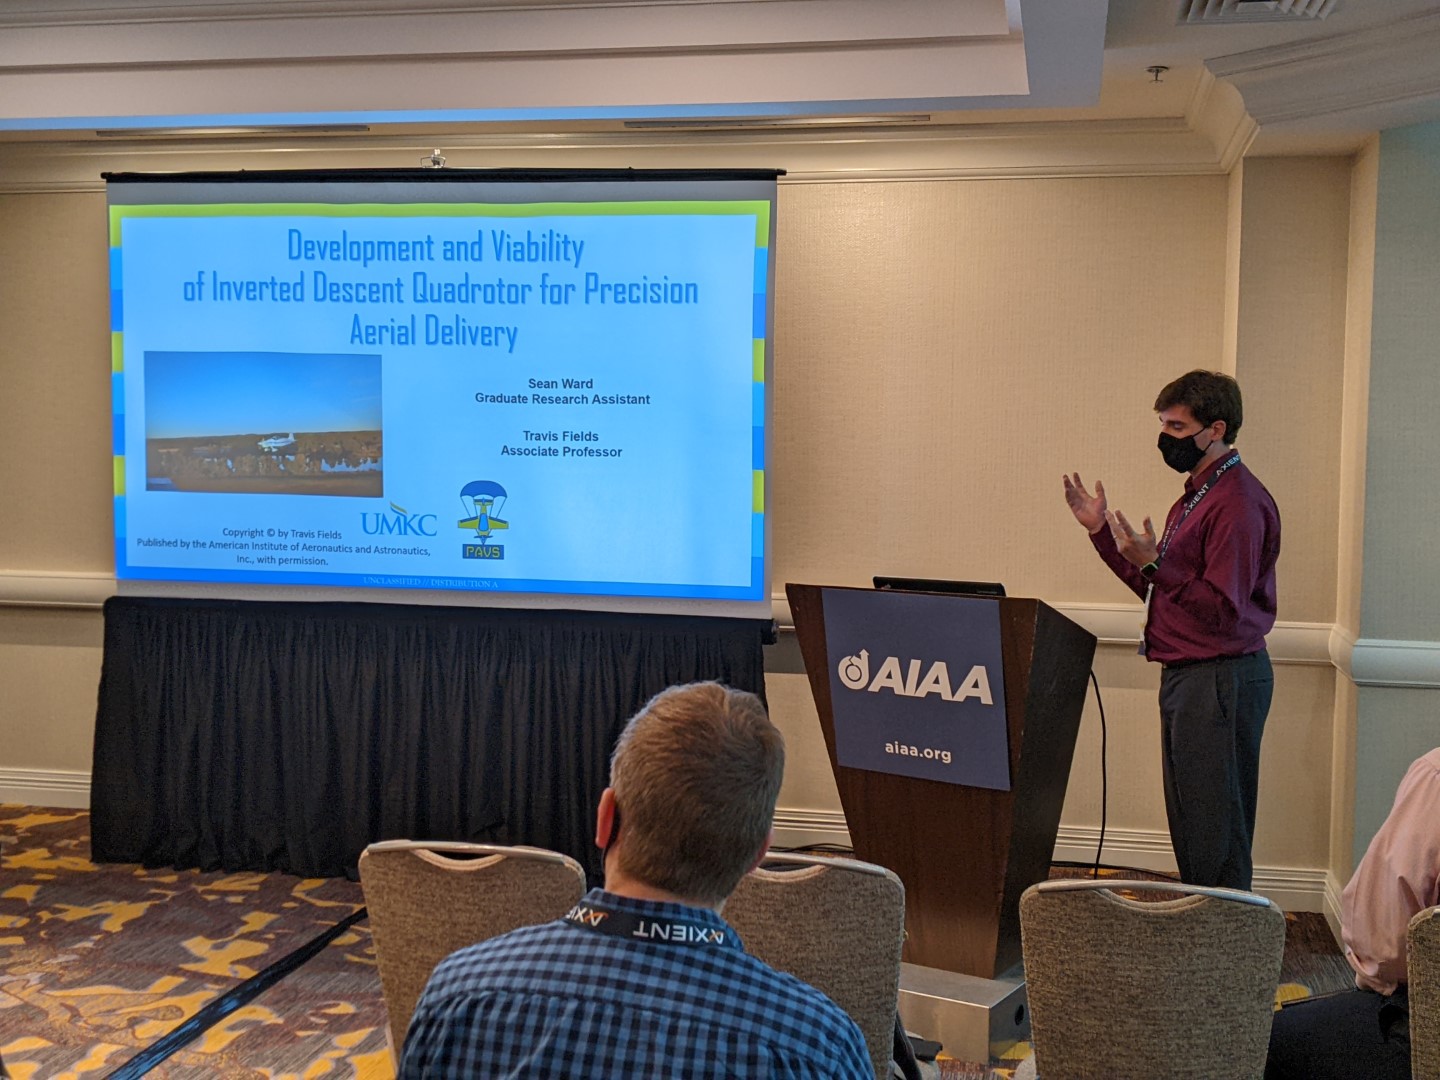 Development and Viability
of Inverted Descent Quadrotor for Precision
Aerial Delivery
Sean Ward
Graduate Research Assistant
Travis Fields
Associate Professor
UMKC
PAVS
Copyright © by Travis Fields
Published by the American Institute of Aeronautics and Astronautics,
Inc., with permission.
UNCLASSIFIED // DISTRIBUTION A
AIAA
aiaa.org
AXIENT
AXIENT
AXIENT
AXIE